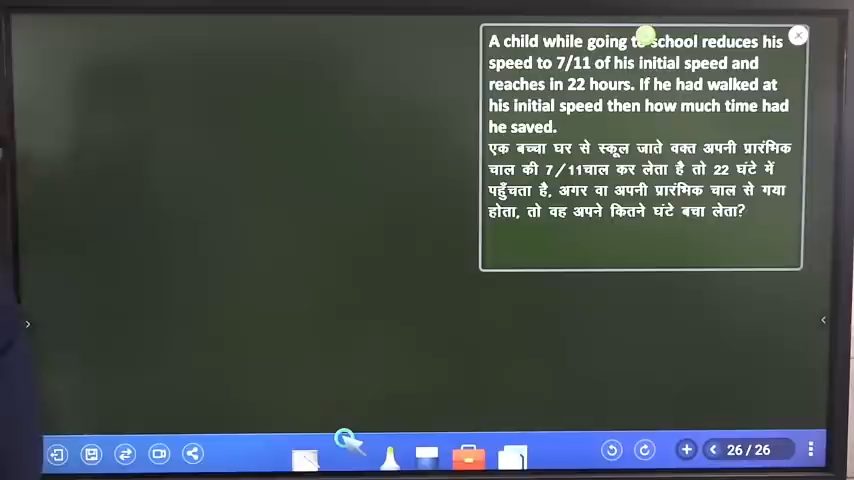 A child while going to school reduces his
speed to 7/11 of his initial speed and
reaches in 22 hours. If he had walked at
his initial speed then how much time had
he saved.
एक बच्चा घर से स्कूल जाते वक्त अपनी प्रारंभिक
चाल की 7/11चाल कर लेता है तो 22 घंटे में
पहुँचता है, अगर वा अपनी प्रारंभिक चाल से गया
होता, तो वह अपने कितने घंटे बचा लेता?
26/26